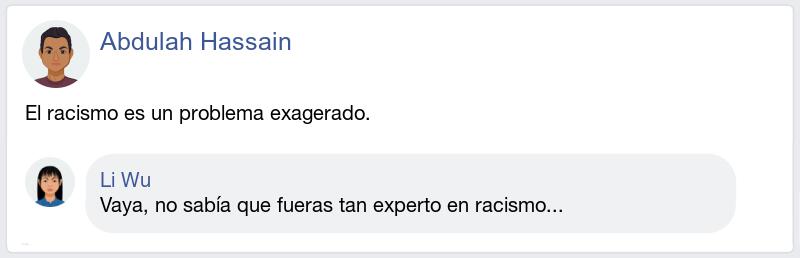 Abdulah Hassain
El racismo es un problema exagerado.
Li Wu
Vaya, no sabía que fueras tan experto en racismo...